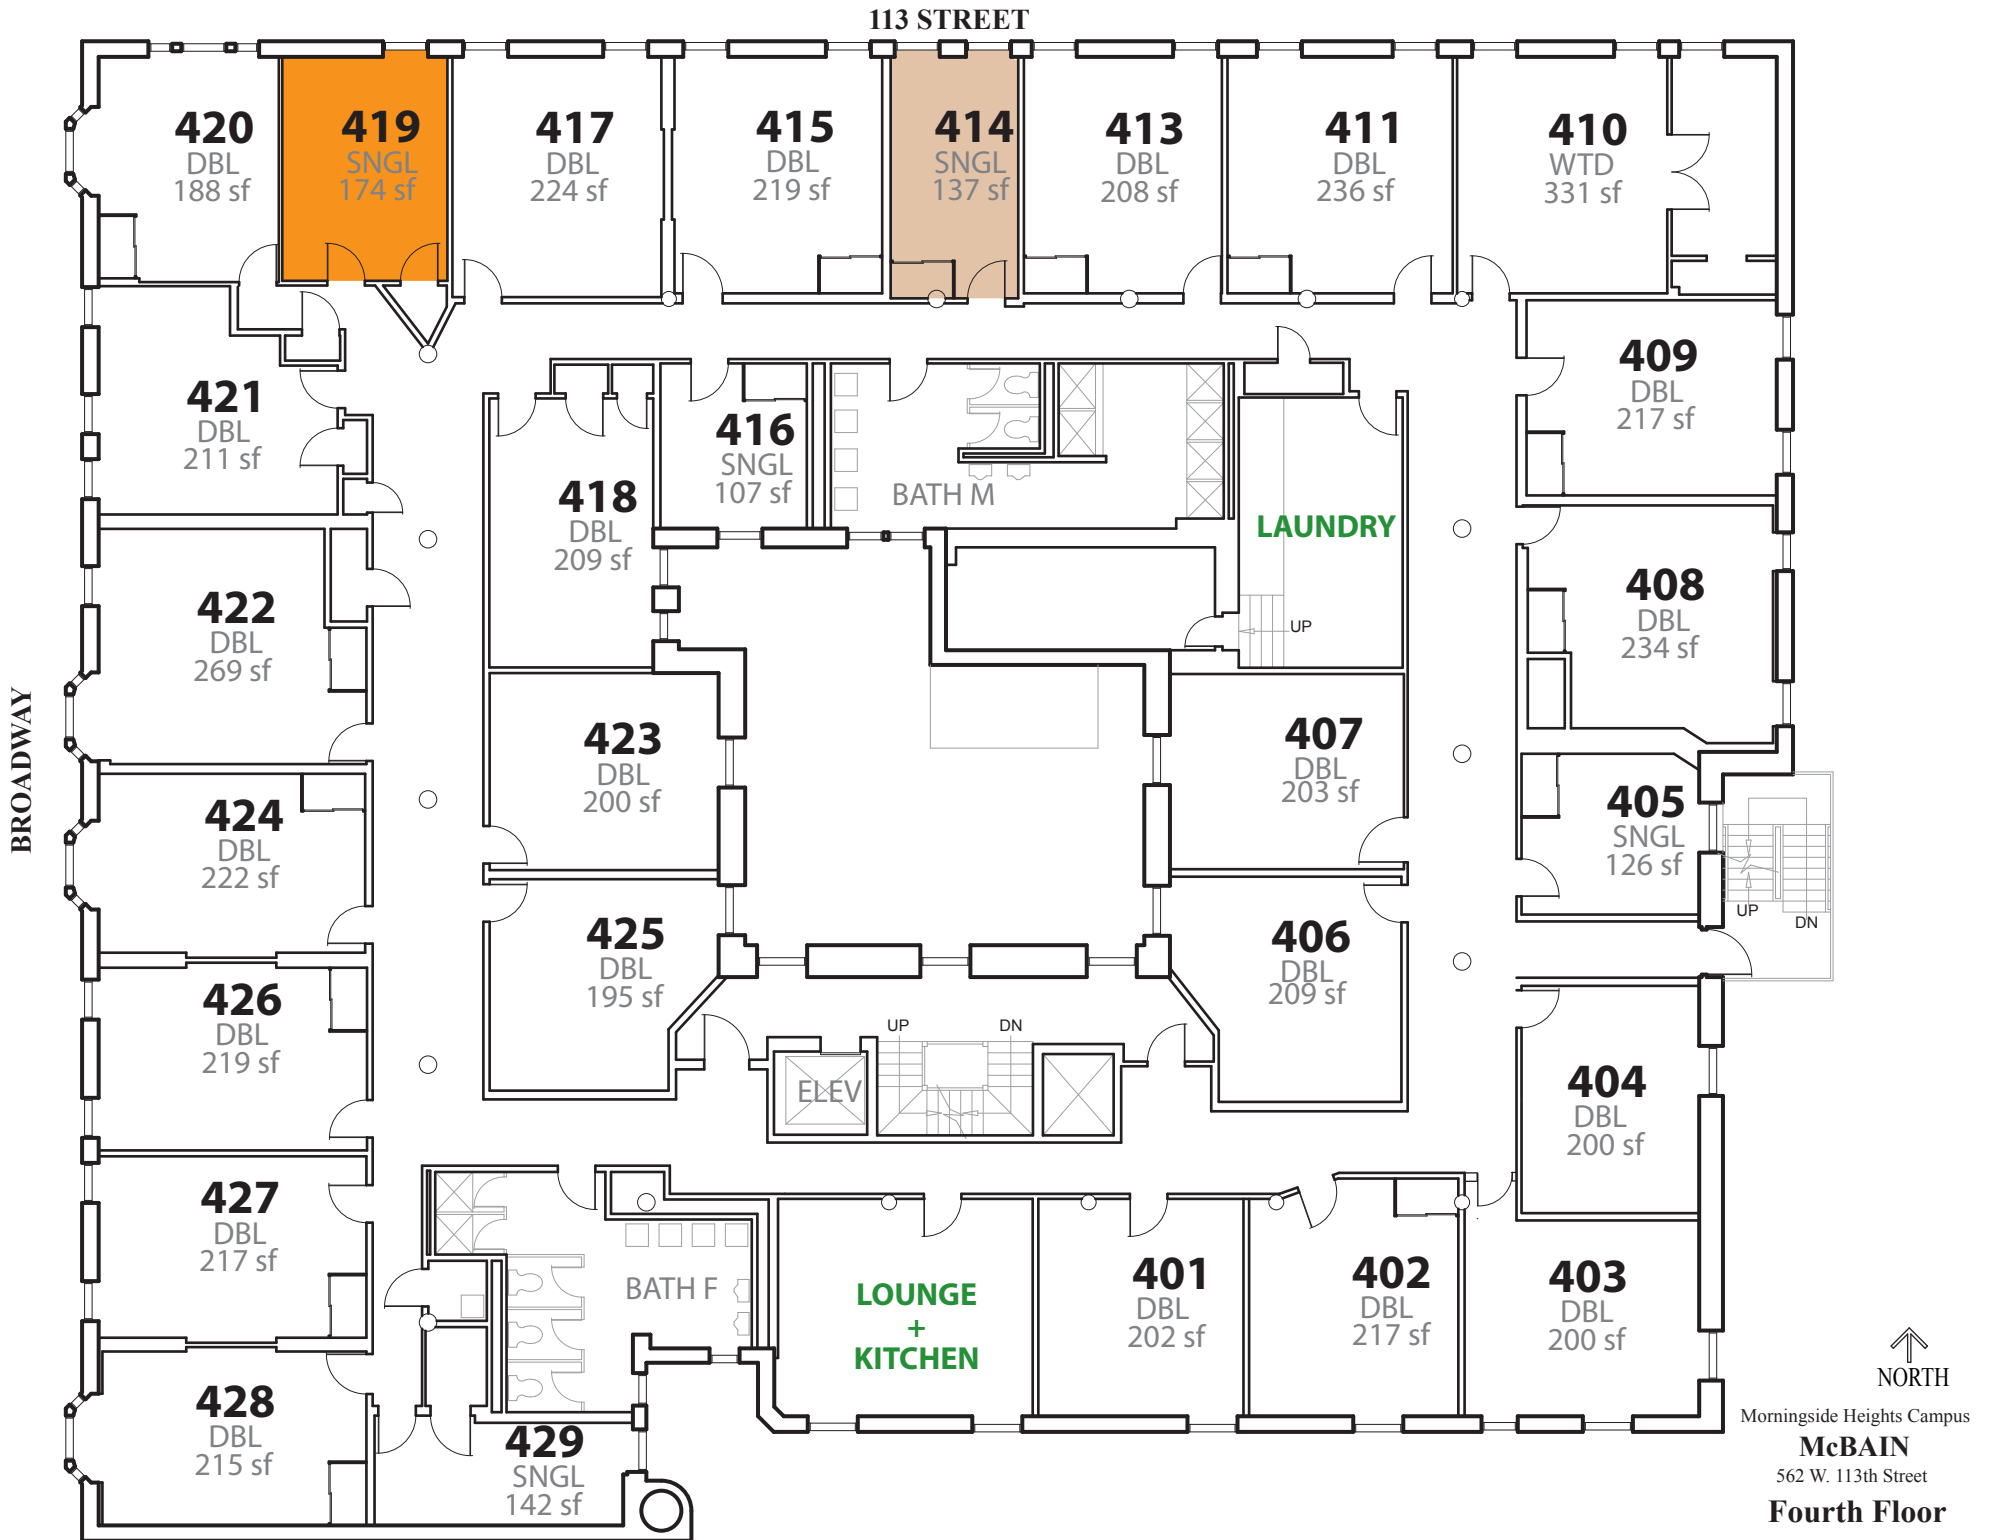 113 STREET
420
DBL
188 sf
419
SNGL
174 sf
417
DBL
224 sf
415
DBL
219 sf
414
SNGL
137 sf
413
DBL
208 sf
411
DBL
236 sf
410
WTD
331 sf
409
DBL
217 sf
421
DBL
211 sf
416
SNGL
107 sf
418
DBL
209 sf
BATH M
LAUNDRY
UP
408
DBL
234 sf
422
DBL
269 sf
BROADWAY
423
DBL
200 sf
407
DBL
203 sf
424
DBL
222 sf
405
SNGL
126 sf
UP
DN
425
DBL
195 sf
406
DBL
209 sf
426
DBL
219 sf
UP
DN
ELEV
404
DBL
200 sf
427
DBL
217 sf
BATH F
LOUNGE
+
KITCHEN
401
DBL
202 sf
402
DBL
217 sf
403
DBL
200 sf
428
DBL
215 sf
429
SNGL
142 sf
NORTH
Morningside Heights Campus
McBAIN
562 W. 113th Street
Fourth Floor